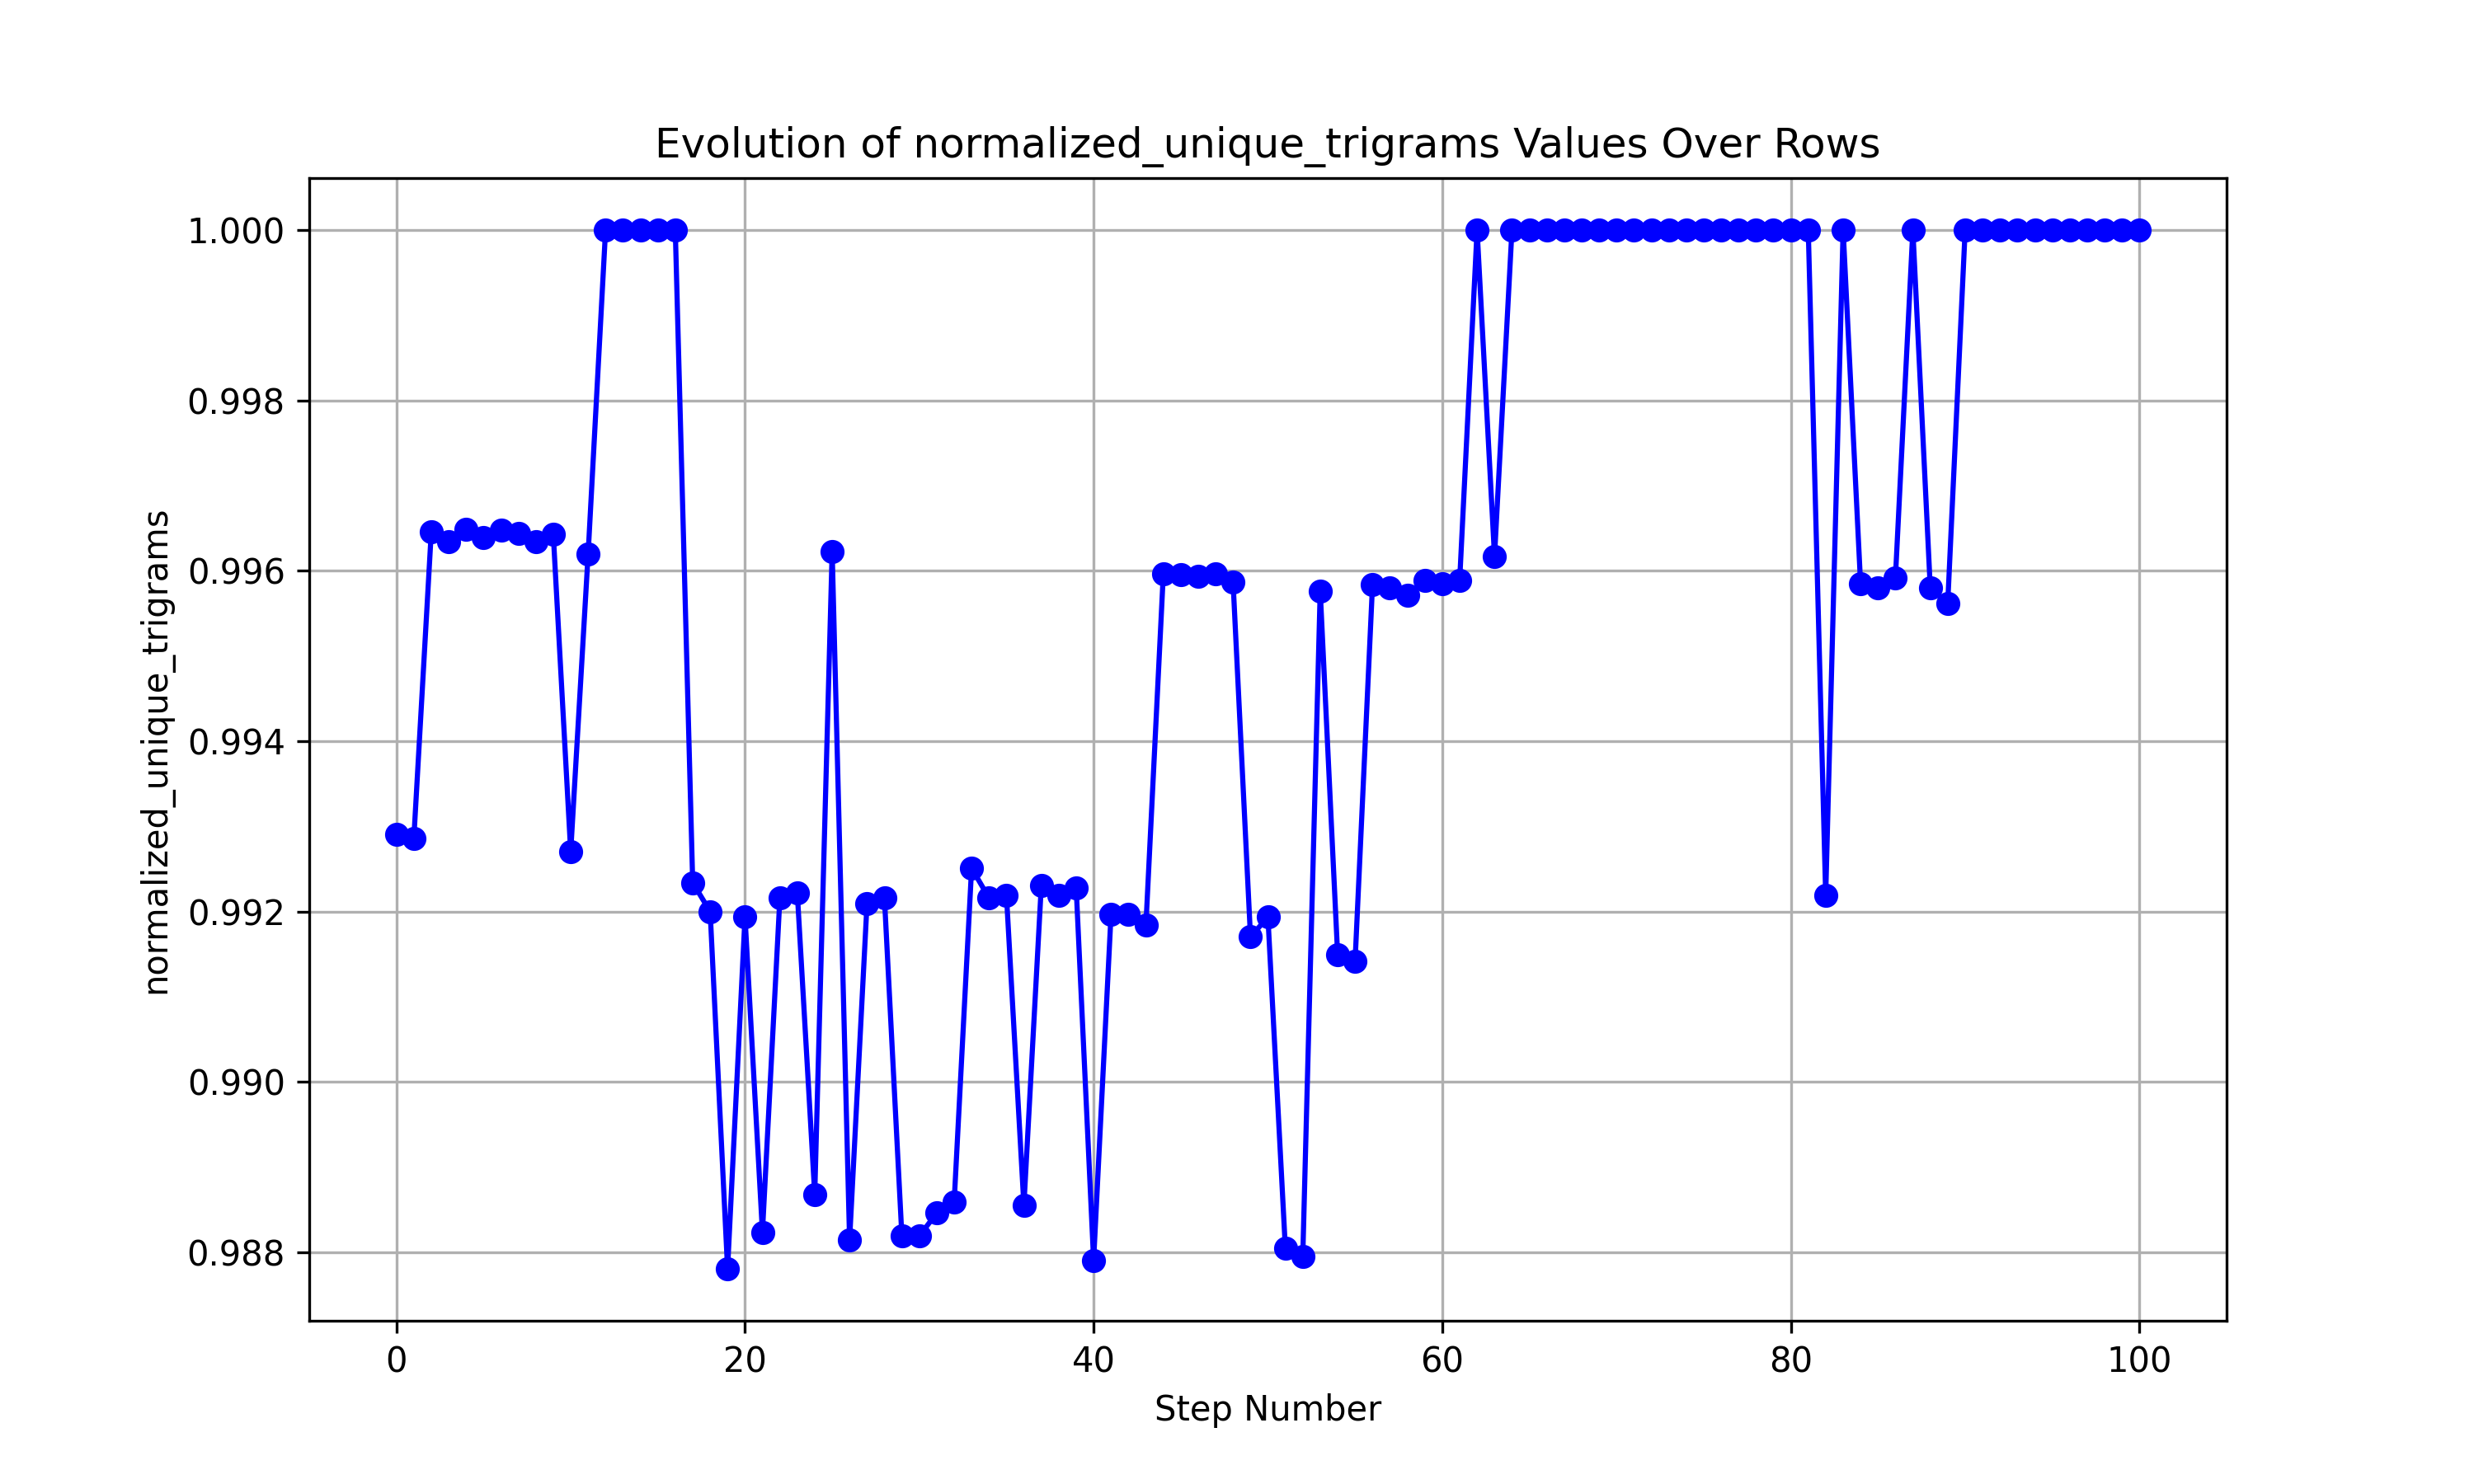 Evolution of normalized_unique_trigrams Values Over Rows
normalized_unique_trigrams
1.000
0.998
0.996
0.994
0.992
0.990
0.988
0 20 40 60 80 100
Step Number